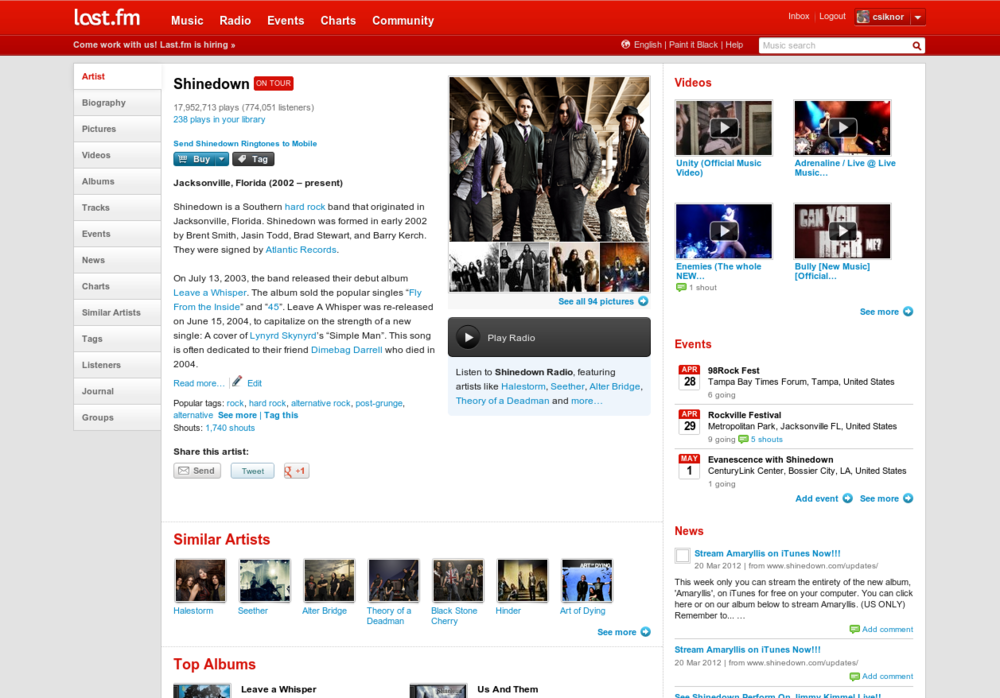 last.fm
Music Radio Events Charts Community
Inbox | Logout csiknor
Come work with us! Last.fm is hiring »
English | Paint it Black | Help
Music search
Artist
Biography
Pictures
Videos
Albums
Tracks
Events
News
Charts
Similar Artists
Tags
Listeners
Journal
Groups
Shinedown ON TOUR
17,952,713 plays (774,051 listeners)
238 plays in your library
Send Shinedown Ringtones to Mobile
Buy Tag
Jacksonville, Florida (2002 – present)
Shinedown is a Southern hard rock band that originated in
Jacksonville, Florida. Shinedown was formed in early 2002
by Brent Smith, Jasin Todd, Brad Stewart, and Barry Kerch.
They were signed by Atlantic Records.
On July 13, 2003, the band released their debut album
Leave a Whisper. The album sold the popular singles "Fly
From the Inside" and "45". Leave A Whisper was re-released
on June 15, 2004, to capitalize on the strength of a new
single: A cover of Lynyrd Skynyrd's "Simple Man". This song
is often dedicated to their friend Dimebag Darrell who died in
2004.
Read more… | Edit
Popular tags: rock, hard rock, alternative rock, post-grunge,
alternative See more | Tag this
Shouts: 1,740 shouts
Share this artist:
Send Tweet +1
See all 94 pictures
Play Radio
Listen to Shinedown Radio, featuring
artists like Halestorm, Seether, Alter Bridge,
Theory of a Deadman and more…
Similar Artists
ART OF DYING
Halestorm
Seether
Alter Bridge
Theory of a
Deadman
Black Stone
Cherry
Hinder
Art of Dying
See more
Top Albums
Leave a Whisper
Us And Them
Videos
Unity (Official Music
Video)
Adrenaline / Live @ Live
Music…
CAN YOU
HEAR ME?
Enemies (The whole
NEW…
1 shout
Bully [New Music]
[Official…
See more
Events
APR
28
98Rock Fest
Tampa Bay Times Forum, Tampa, United States
6 going
APR
29
Rockville Festival
Metropolitan Park, Jacksonville FL, United States
9 going 5 shouts
MAY
1
Evanescence with Shinedown
CenturyLink Center, Bossier City, LA, United States
1 going
Add event See more
News
Stream Amaryllis on iTunes Now!!!
20 Mar 2012 | from www.shinedown.com/updates/
This week only you can stream the entirety of the new album,
'Amaryllis', on iTunes for free on your computer. You can click
here or on our album below to stream Amaryllis. (US ONLY)
Remember to... …
Add comment
Stream Amaryllis on iTunes Now!!!
20 Mar 2012 | from www.shinedown.com/updates/
Add comment
See Shinedown Perform On Jimmy Kimmel Live!!